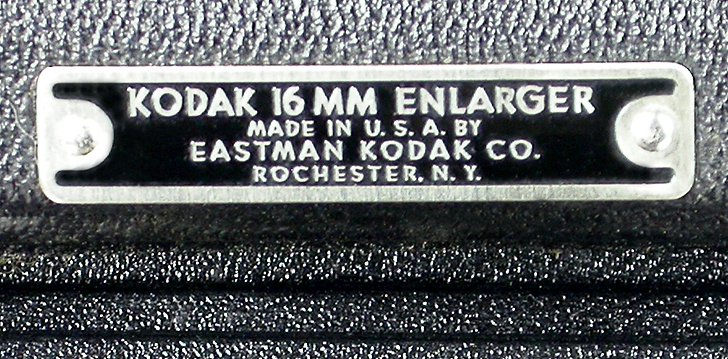 KODAK 16 MM ENLARGER
MADE IN U. S. A. BY
EASTMAN KODAK CO.
ROCHESTER, N. Y.